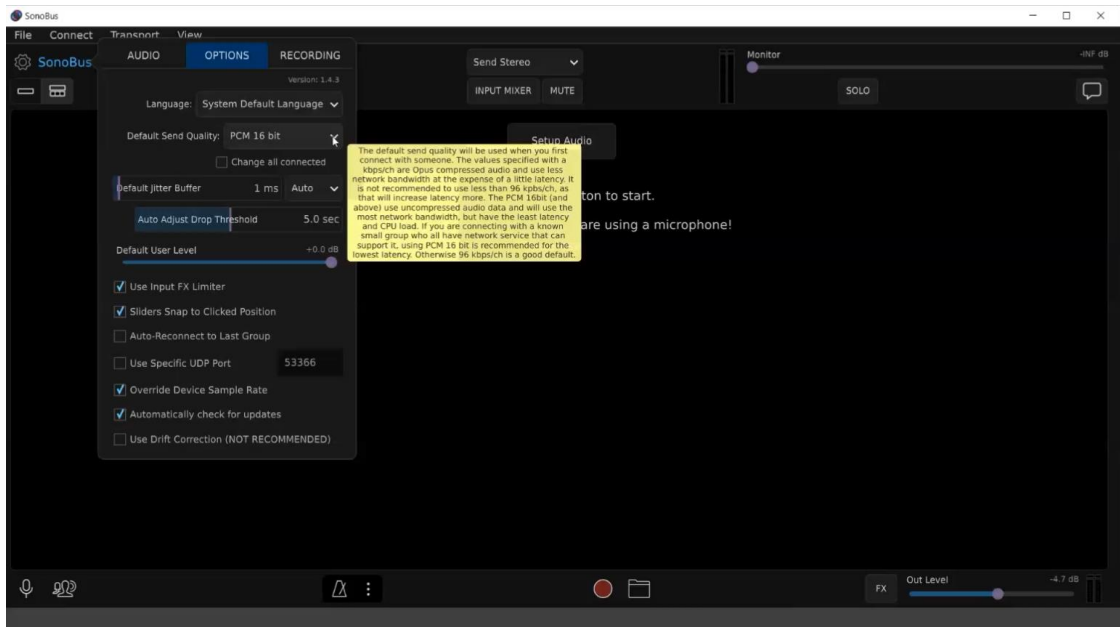 SonoBus
File Connect Transport View
SonoBus
AUDIO OPTIONS RECORDING
Version: 1.4.3
Language: System Default Language
Default Send Quality: PCM 16 bit
Change all connected
Default Jitter Buffer 1 ms Auto
Auto Adjust Drop Threshold 5.0 sec
Default User Level +0.0 dB
Use Input FX Limiter
Sliders Snap to Clicked Position
Auto-Reconnect to Last Group
Use Specific UDP Port 53366
Override Device Sample Rate
Automatically check for updates
Use Drift Correction (NOT RECOMMENDED)
Send Stereo
INPUT MIXER MUTE
Monitor -INF dB
SOLO
Setup Audio
The default send quality will be used when you first
connect with someone. The values specified with a
kbps/ch are Opus compressed audio and use less
network bandwidth at the expense of a little latency. It
is not recommended to use less than 96 kpbs/ch, as
that will increase latency more. The PCM 16bit (and
above) use uncompressed audio data and will use the
most network bandwidth, but have the least latency
and CPU load. If you are connecting with a known
small group who all have network service that can
support it, using PCM 16 bit is recommended for the
lowest latency. Otherwise 96 kbps/ch is a good default.
ton to start.
are using a microphone!
FX
Out Level -4.7 dB